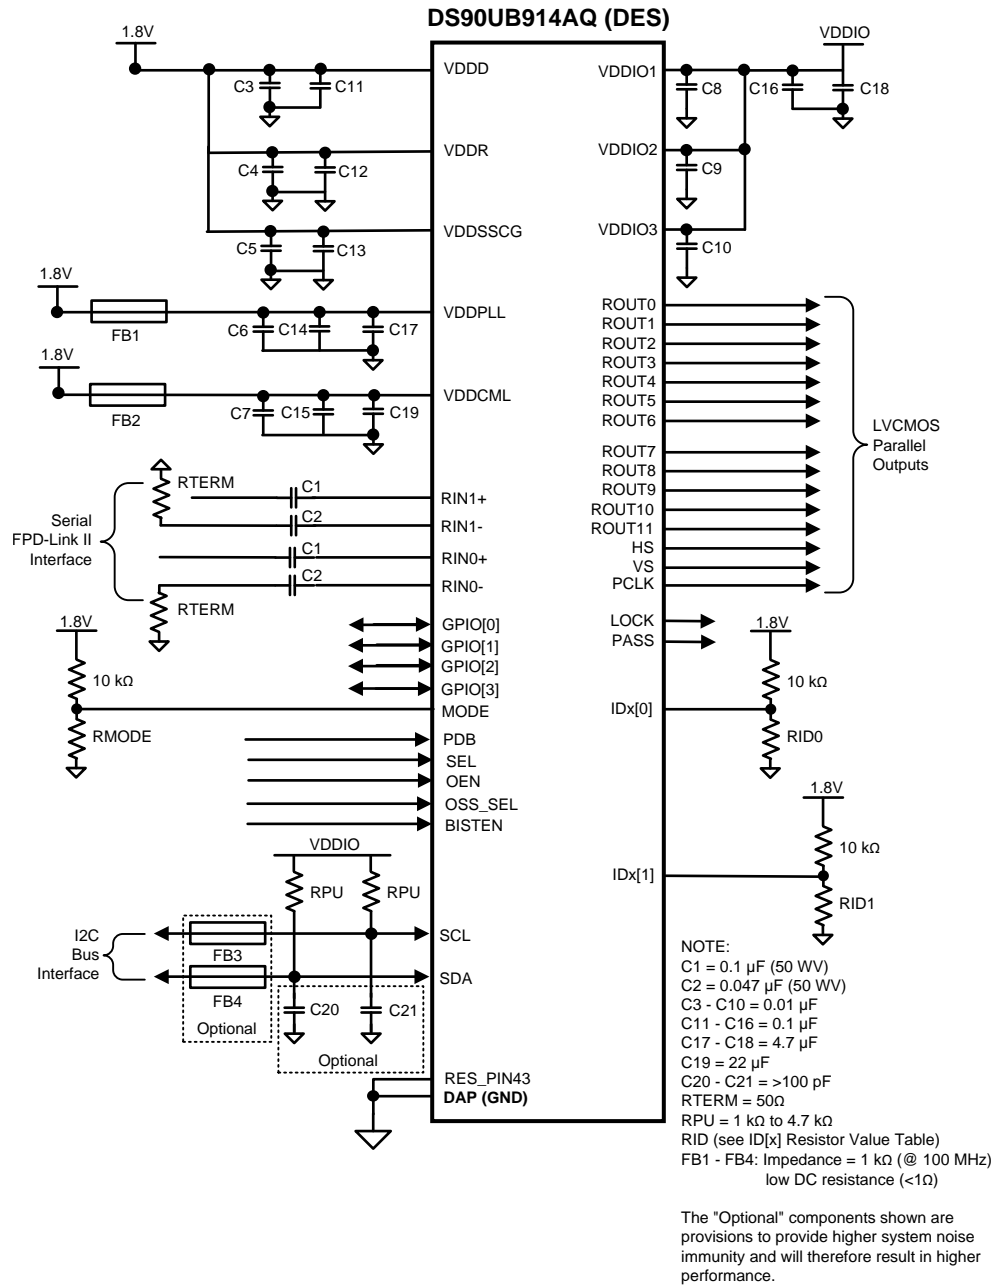 DS90UB914AQ (DES)
1.8V
VDDIO
VDDD
VDDIO1
C3
C11
C8
C16
C18
VDDR
VDDIO2
C4
C12
C9
VDDSSCG
VDDIO3
C5
C13
C10
1.8V
VDDPLL
FB1
C6
C14
C17
1.8V
VDDCML
FB2
C7
C15
C19
ROUT0
ROUT1
ROUT2
ROUT3
ROUT4
ROUT5
ROUT6
ROUT7
ROUT8
ROUT9
ROUT10
ROUT11
HS
VS
PCLK
LVCMOS
Parallel
Outputs
RTERM
C1
RIN1+
C2
RIN1-
Serial
FPD-Link II
Interface
C1
RIN0+
C2
RIN0-
RTERM
LOCK
PASS
GPIO[0]
GPIO[1]
GPIO[2]
GPIO[3]
1.8V
10 kΩ
MODE
RMODE
1.8V
10 kΩ
IDx[0]
RID0
PDB
SEL
OEN
OSS_SEL
BISTEN
1.8V
10 kΩ
IDx[1]
RID1
VDDIO
RPU
RPU
I2C
Bus
Interface
FB3
SCL
FB4
SDA
Optional
C20
C21
Optional
RES_PIN43
DAP (GND)
NOTE:
C1 = 0.1 µF (50 WV)
C2 = 0.047 µF (50 WV)
C3 - C10 = 0.01 µF
C11 - C16 = 0.1 µF
C17 - C18 = 4.7 µF
C19 = 22 µF
C20 - C21 = >100 pF
RTERM = 50Ω
RPU = 1 kΩ to 4.7 kΩ
RID (see ID[x] Resistor Value Table)
FB1 - FB4: Impedance = 1 kΩ (@ 100 MHz)
low DC resistance (<1Ω)
The "Optional" components shown are
provisions to provide higher system noise
immunity and will therefore result in higher
performance.